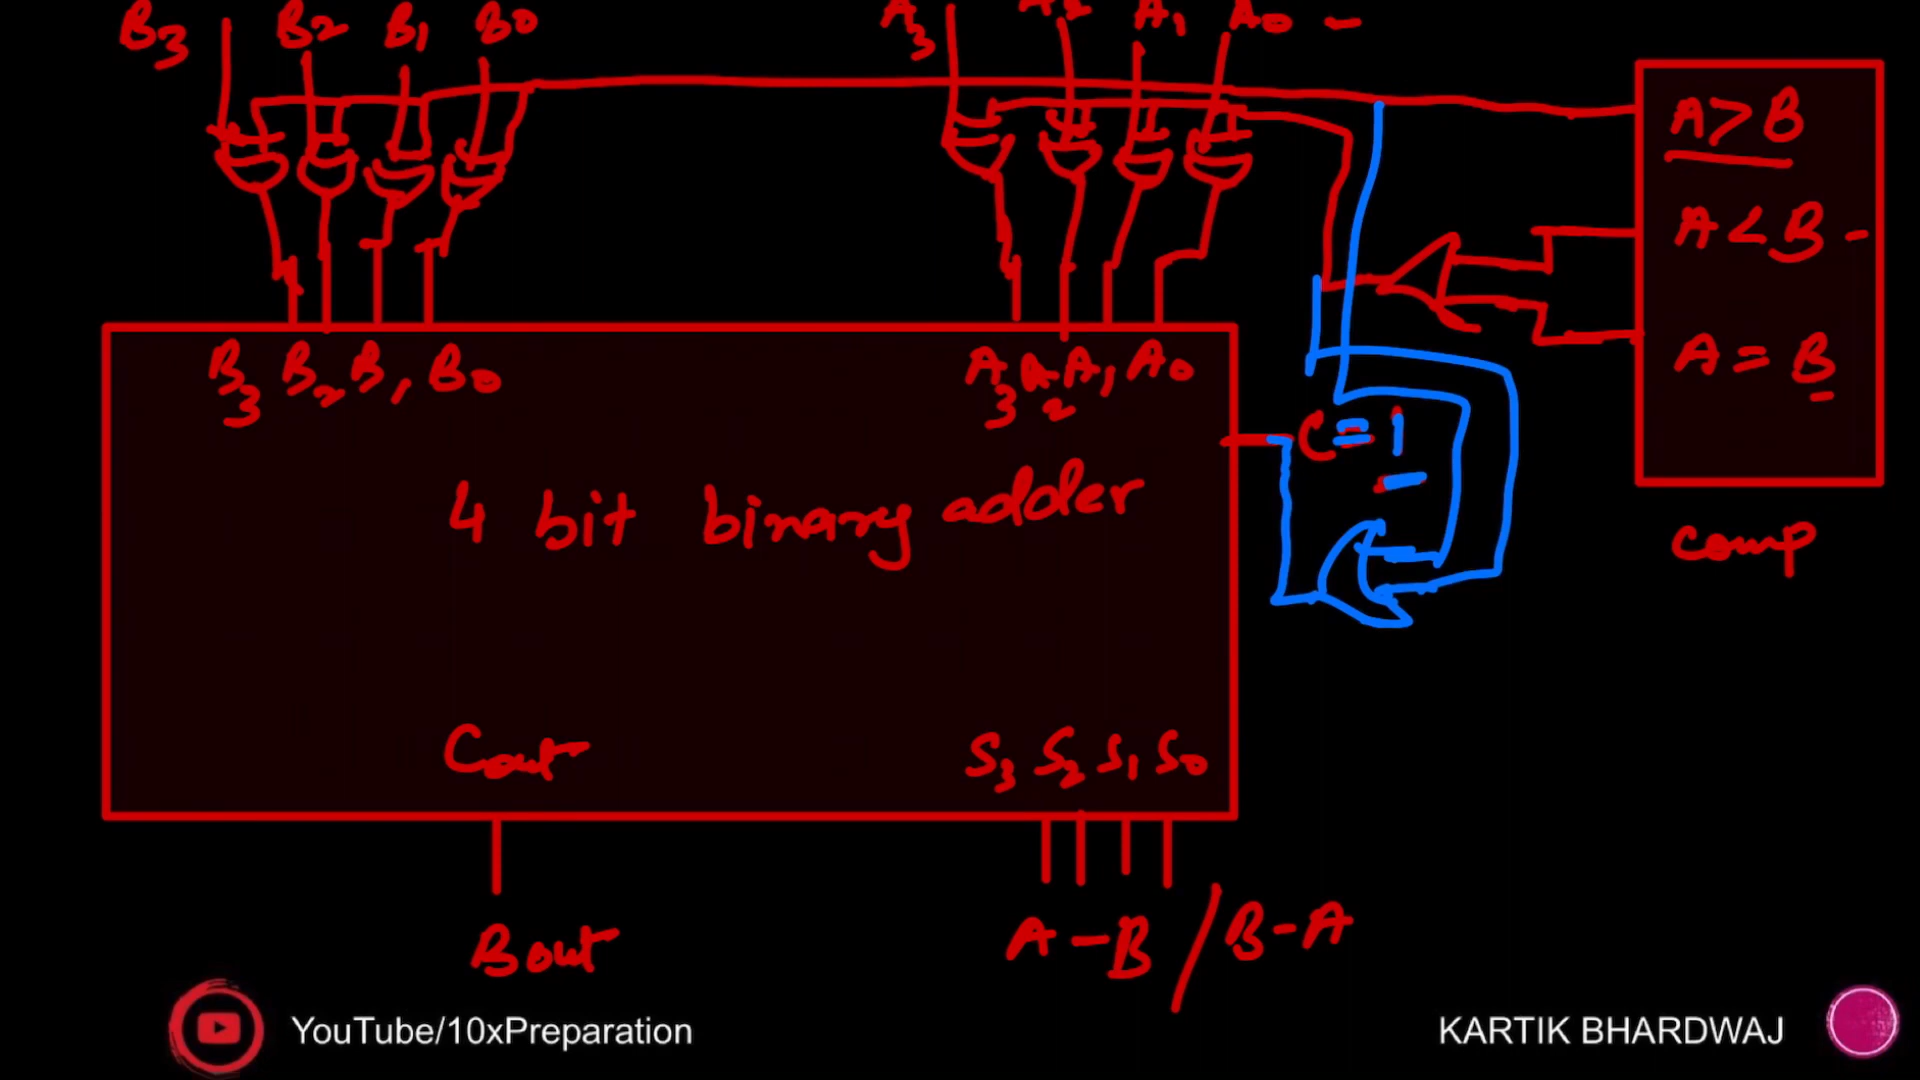 B3 B2 B1 B0 A3 A2 A1 A0 -
A>B
A<B -
A=B
comp
B3 B2 B1 B0 A3 A2 A1 A0
C=1
4 bit binary adder
Cout S3 S2 S1 S0
Bout A-B/B-A
YouTube/10xPreparation KARTIK BHARDWAJ